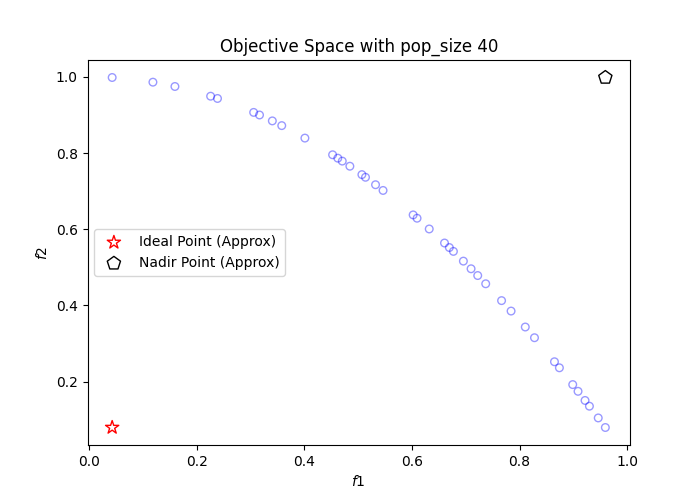 Objective Space with pop_size 40
1.0
0.8
0.6
0.4
0.2
f2
Ideal Point (Approx)
Nadir Point (Approx)
0.0 0.2 0.4 0.6 0.8 1.0
f1